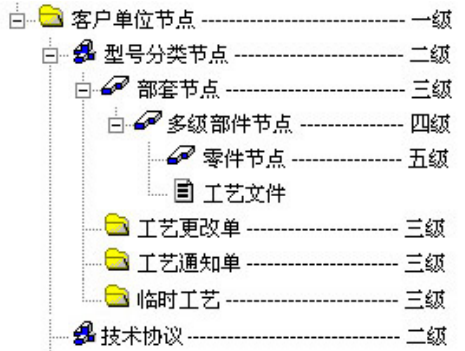 客户单位节点 -------------------------- 一级
型号分类节点 --------------------- 二级
部套节点 -------------------- 三级
多级部件节点 ------------- 四级
零件节点 ------------- 五级
工艺文件
工艺更改单 ------------------- 三级
工艺通知单 ------------------- 三级
临时工艺 ---------------------- 三级
技术协议 --------------------------- 二级